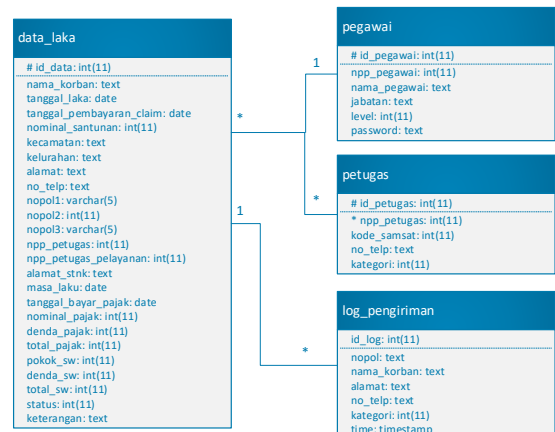 data_laka
# id_data: int(11)
nama_korban: text
tanggal_laka: date
tanggal_pembayaran_claim: date
nominal_santunan: int(11)
kecamatan: text
kelurahan: text
alamat: text
no_telp: text
nopol1: varchar(5)
nopol2: int(11)
nopol3: varchar(5)
npp_petugas: int(11)
npp_petugas_pelayanan: int(11)
alamat_stnk: text
masa_laku: date
tanggal_bayar_pajak: date
nominal_pajak: int(11)
denda_pajak: int(11)
total_pajak: int(11)
pokok_sw: int(11)
denda_sw: int(11)
total_sw: int(11)
status: int(11)
keterangan: text
*
1
1
*
*
pegawai
# id_pegawai: int(11)
npp_pegawai: int(11)
nama_pegawai: text
jabatan: text
level: int(11)
password: text
petugas
# id_petugas: int(11)
* npp_petugas: int(11)
kode_samsat: int(11)
no_telp: text
kategori: int(11)
log_pengiriman
id_log: int(11)
nopol: text
nama_korban: text
alamat: text
no_telp: text
kategori: int(11)
time: timestamp